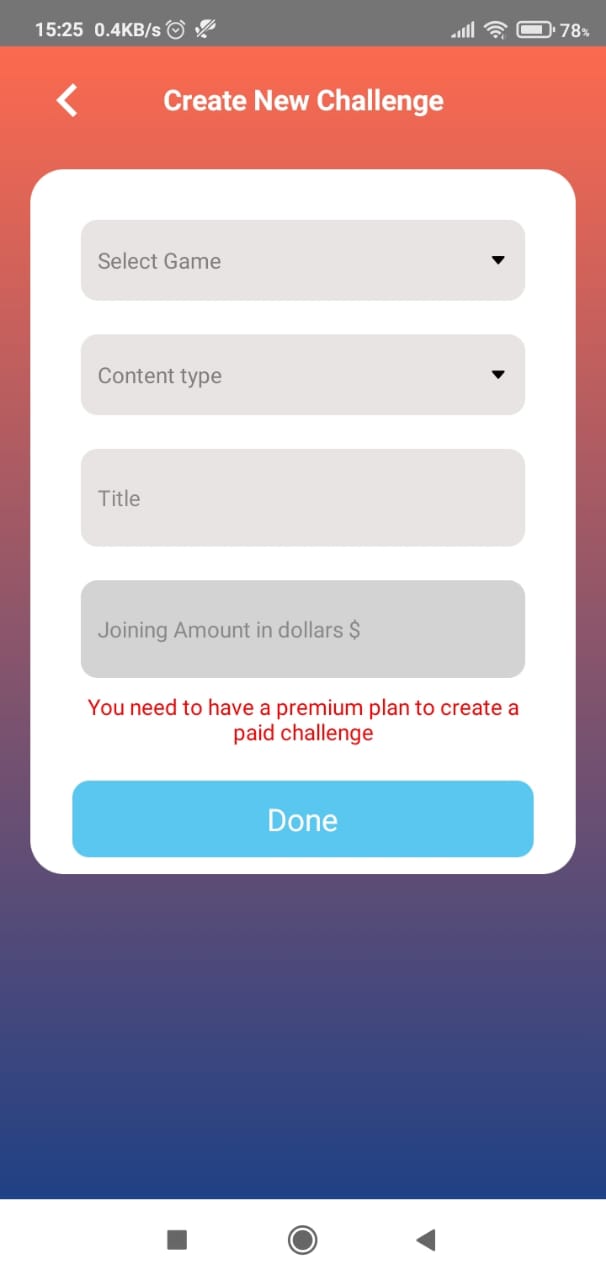 15:25 0.4KB/s 78%
Create New Challenge
Select Game
Content type
Title
Joining Amount in dollars $
You need to have a premium plan to create a
paid challenge
Done